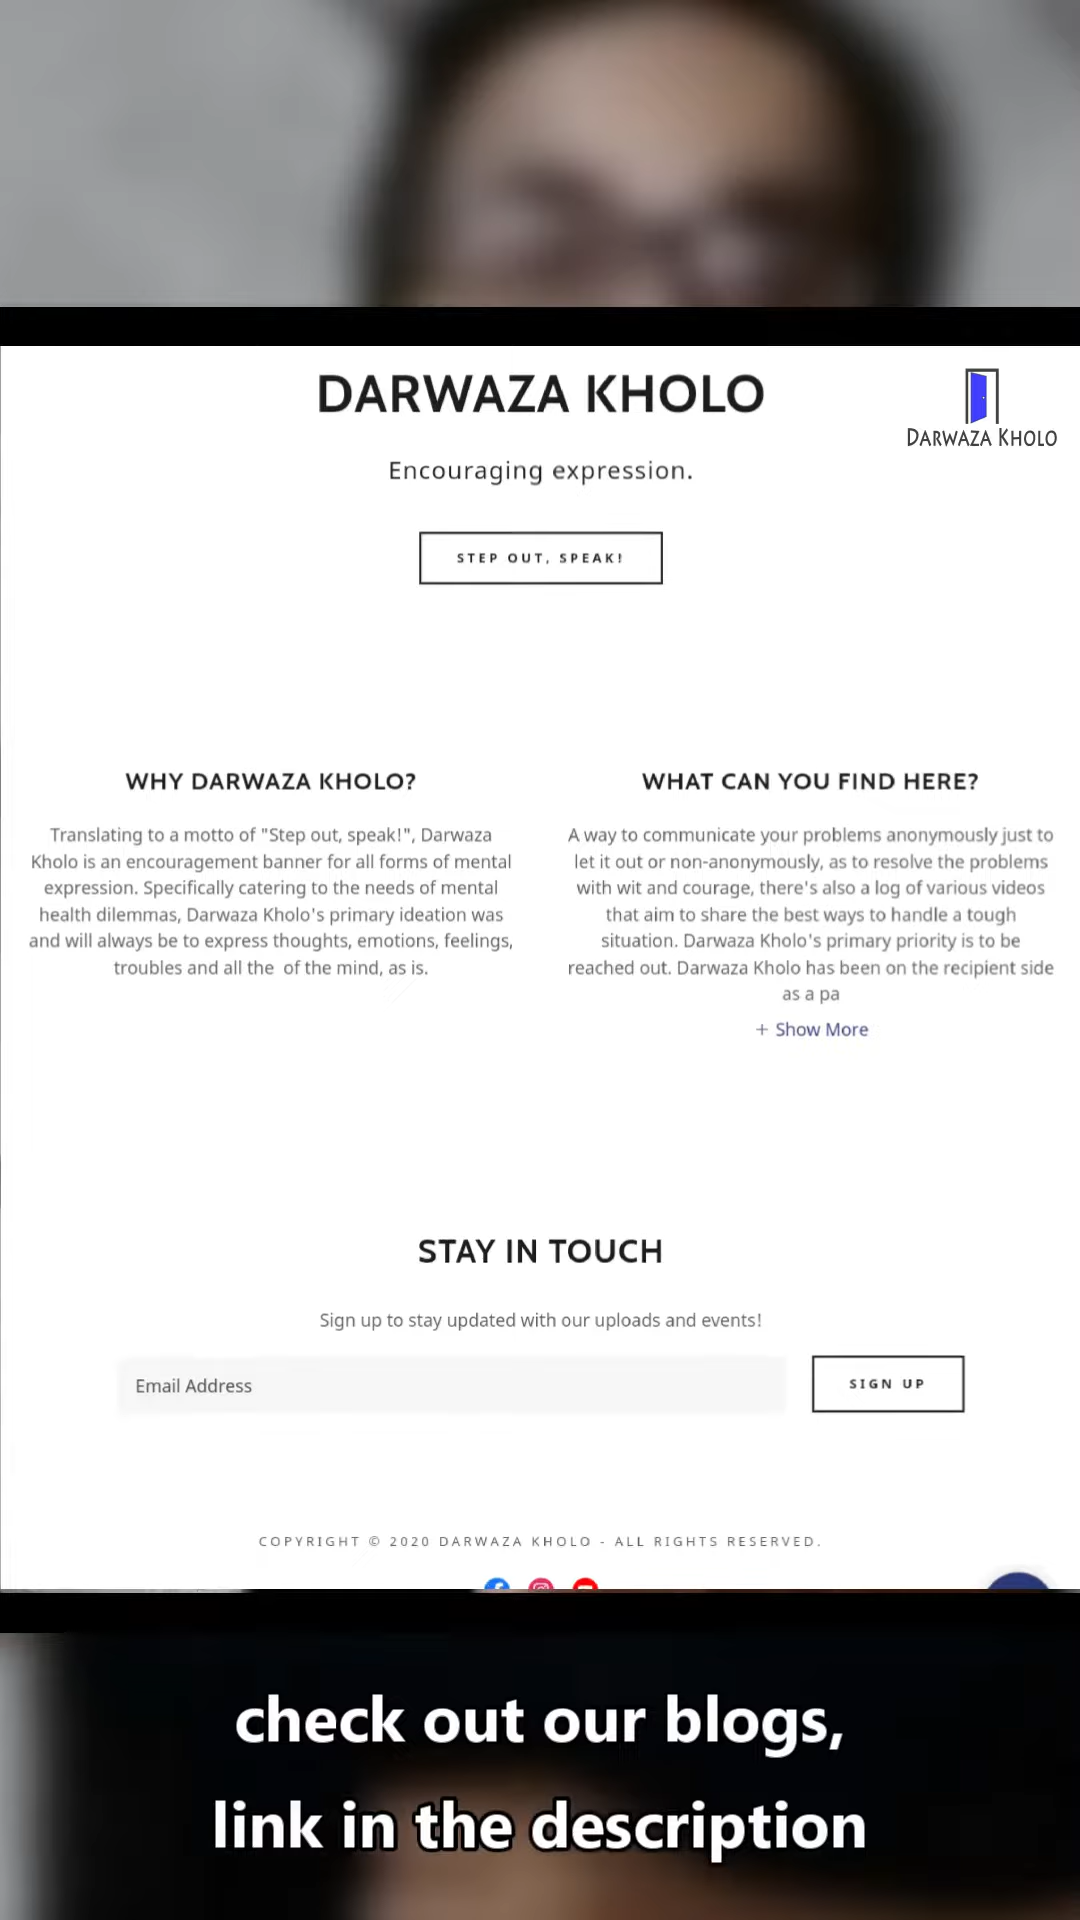 DARWAZA KHOLO
DARWAZA KHOLO
Encouraging expression.
STEP OUT, SPEAK!
WHY DARWAZA KHOLO?
Translating to a motto of "Step out, speak!", Darwaza
Kholo is an encouragement banner for all forms of mental
expression. Specifically catering to the needs of mental
health dilemmas, Darwaza Kholo's primary ideation was
and will always be to express thoughts, emotions, feelings,
troubles and all the  of the mind, as is.
WHAT CAN YOU FIND HERE?
A way to communicate your problems anonymously just to
let it out or non-anonymously, as to resolve the problems
with wit and courage, there's also a log of various videos
that aim to share the best ways to handle a tough
situation. Darwaza Kholo's primary priority is to be
reached out. Darwaza Kholo has been on the recipient side
as a pa
+ Show More
STAY IN TOUCH
Sign up to stay updated with our uploads and events!
Email Address
SIGN UP
COPYRIGHT © 2020 DARWAZA KHOLO - ALL RIGHTS RESERVED.
check out our blogs,
link in the description